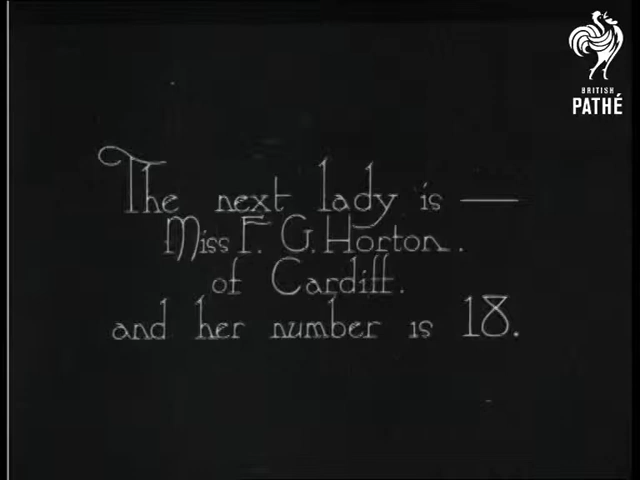 BRITISH
PATHÉ
The next lady is —
Miss F. G. Horton.
of Cardiff.
and her number is 18.